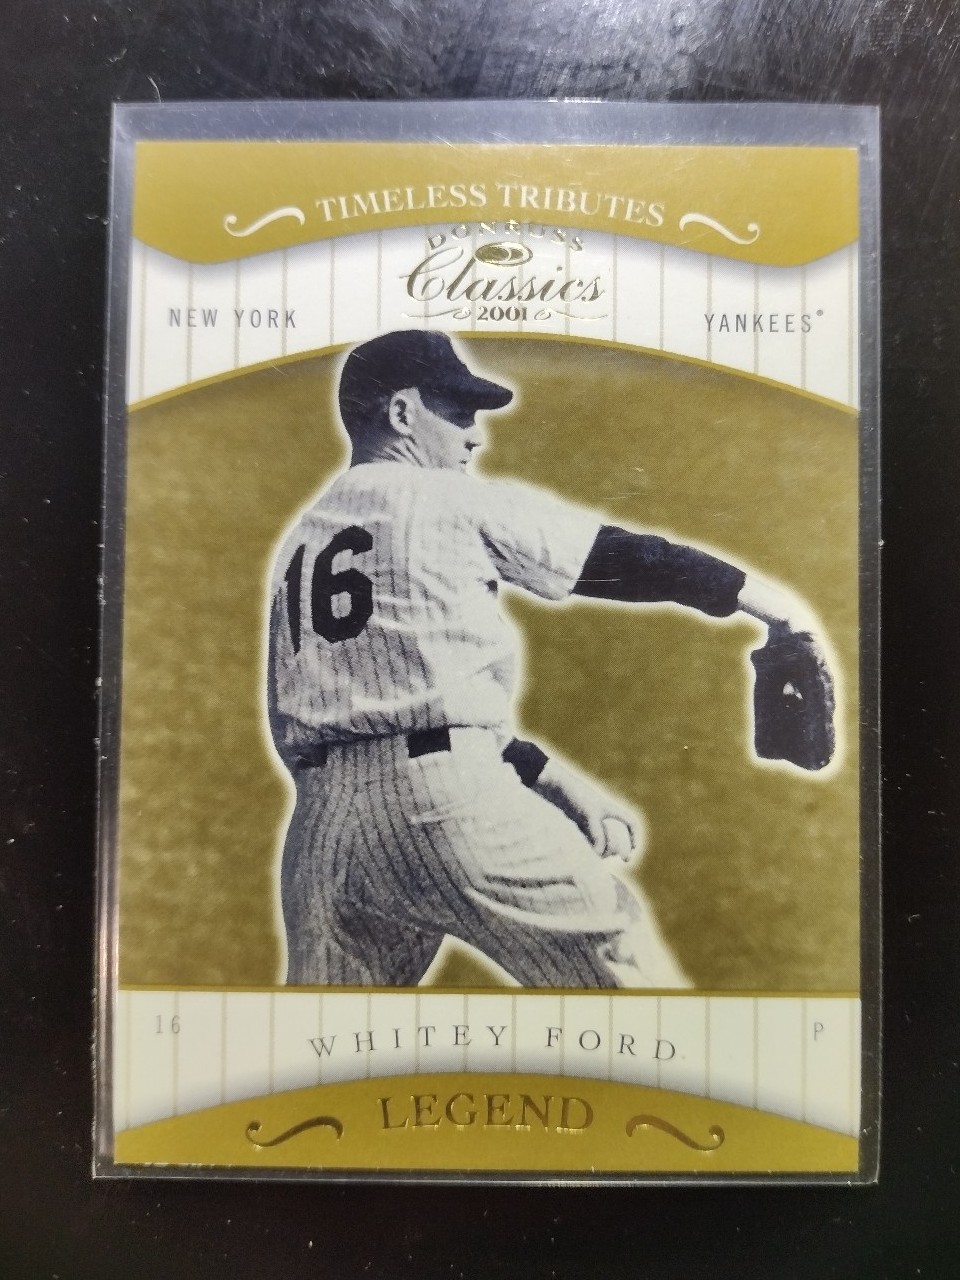 TIMELESS TRIBUTES
DONRUSS
Classics
2001
NEW YORK
YANKEES®
16
16
P
WHITEY FORD
LEGEND